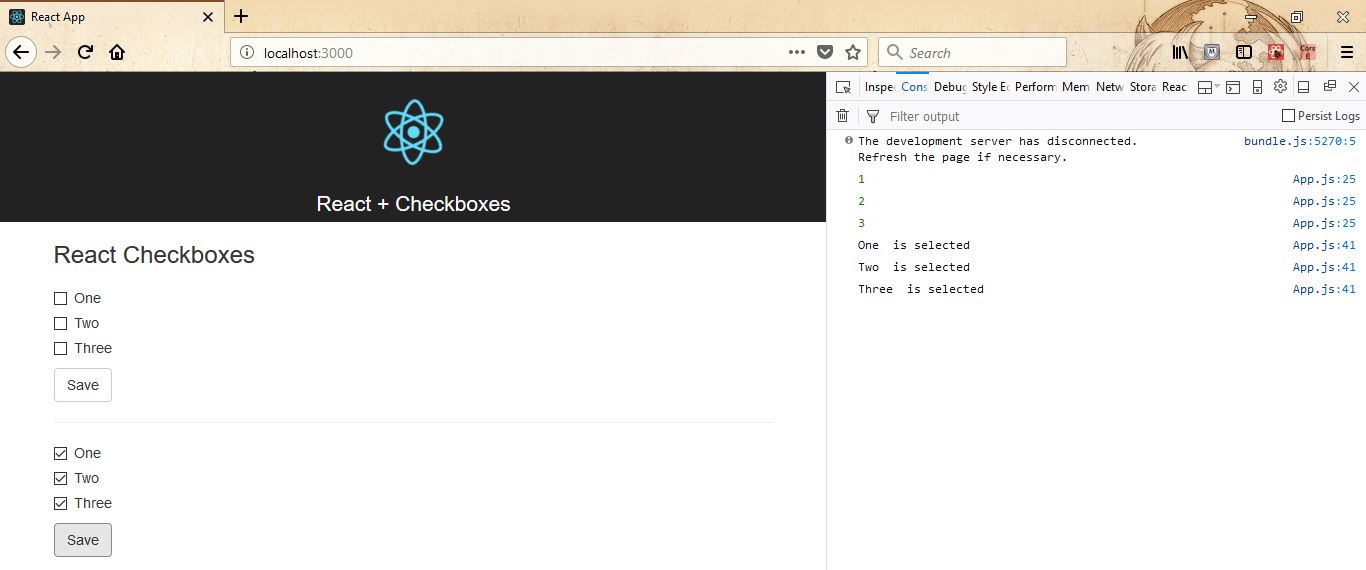 React App
localhost:3000
Search
Cors
E
React + Checkboxes
React Checkboxes
One
Two
Three
Save
One
Two
Three
Save
Inspe Cons Debug Style Ec Perform Mem Netw Stora Reac
Filter output
Persist Logs
The development server has disconnected. bundle.js:5270:5
Refresh the page if necessary.
1 App.js:25
2 App.js:25
3 App.js:25
One is selected App.js:41
Two is selected App.js:41
Three is selected App.js:41